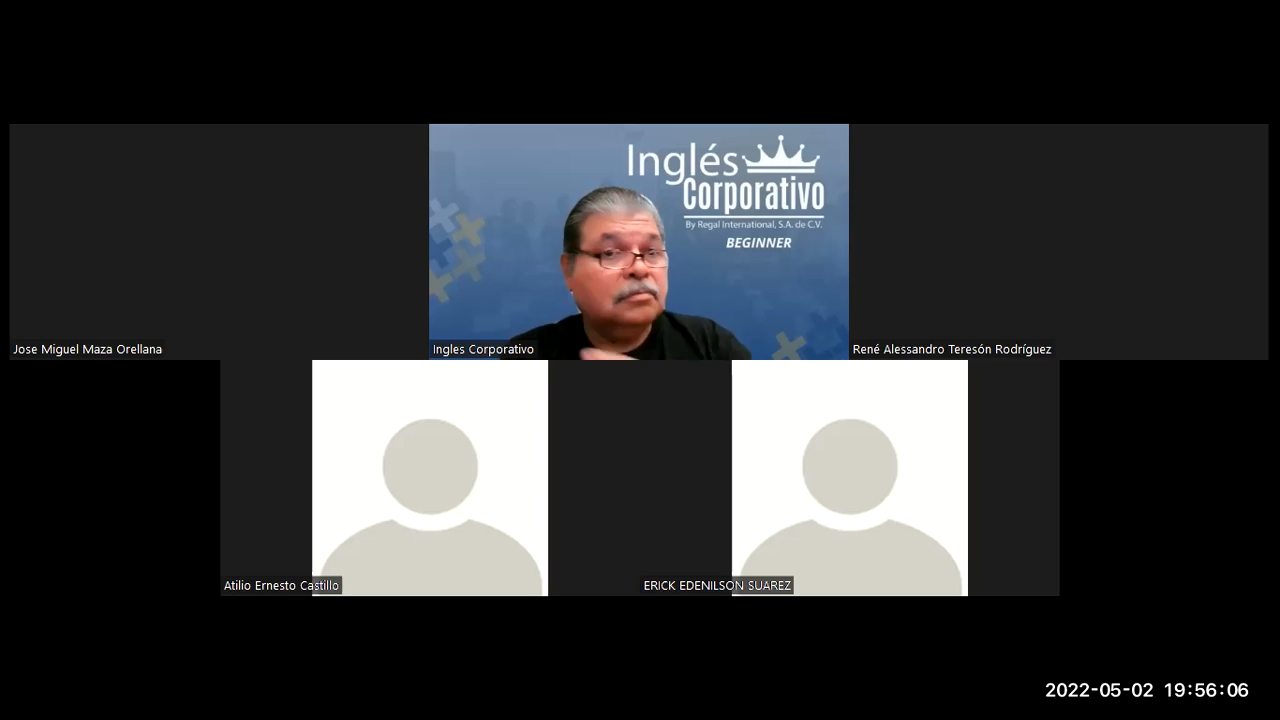 Inglés
Corporativo
By Regal International, S.A. de C.V.
BEGINNER
Jose Miguel Maza Orellana
Ingles Corporativo
René Alessandro Teresón Rodríguez
Atilio Ernesto Castillo
ERICK EDENILSON SUAREZ
2022-05-02 19:56:06